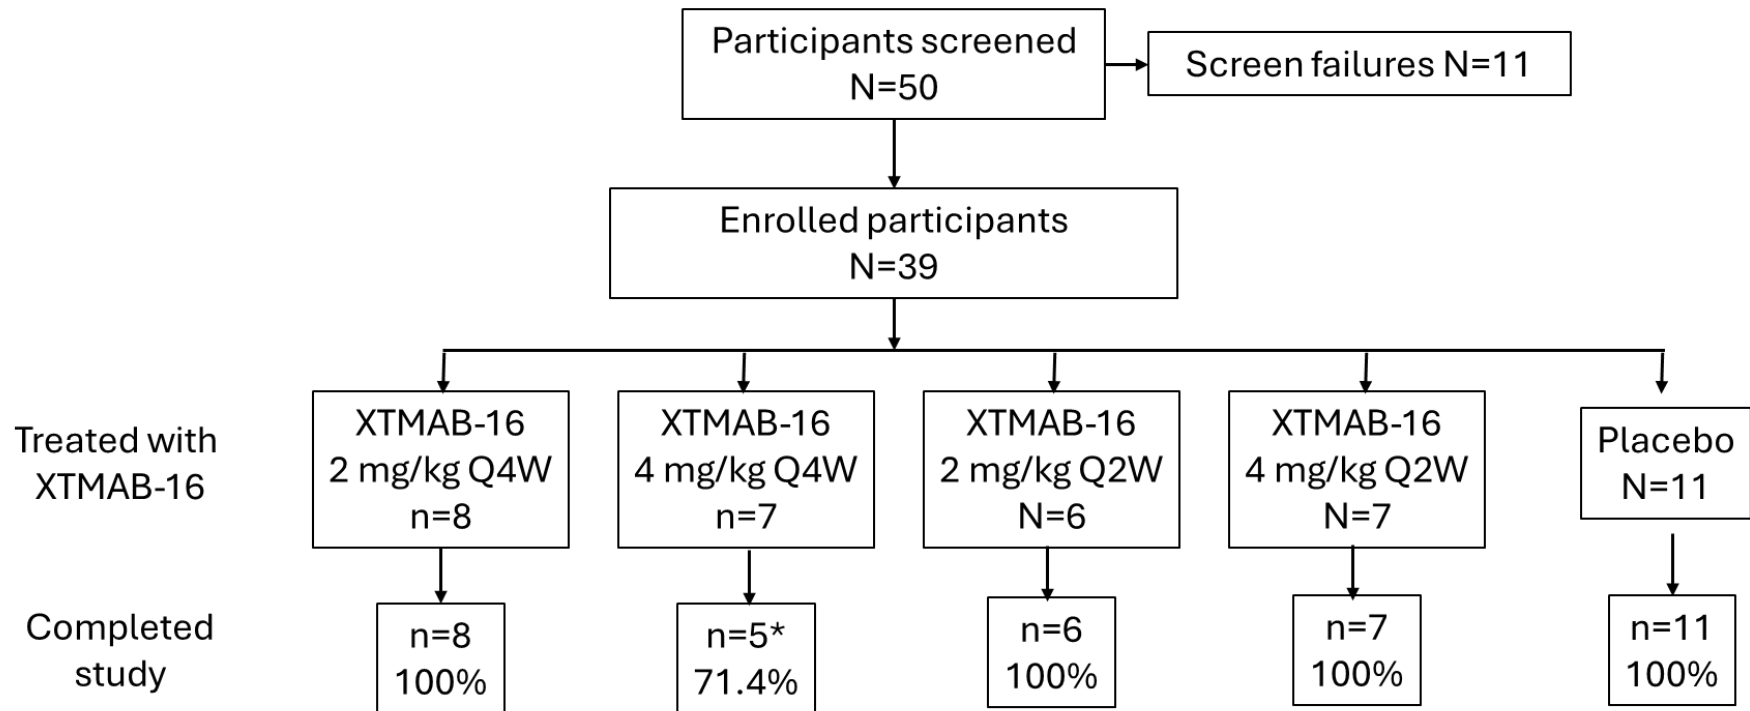 Participants screened
N=50
Screen failures N=11
Enrolled participants
N=39
Treated with
XTMAB-16
XTMAB-16
2 mg/kg Q4W
n=8
XTMAB-16
4 mg/kg Q4W
n=7
XTMAB-16
2 mg/kg Q2W
N=6
XTMAB-16
4 mg/kg Q2W
N=7
Placebo
N=11
Completed
study
n=8
100%
n=5*
71.4%
n=6
100%
n=7
100%
n=11
100%